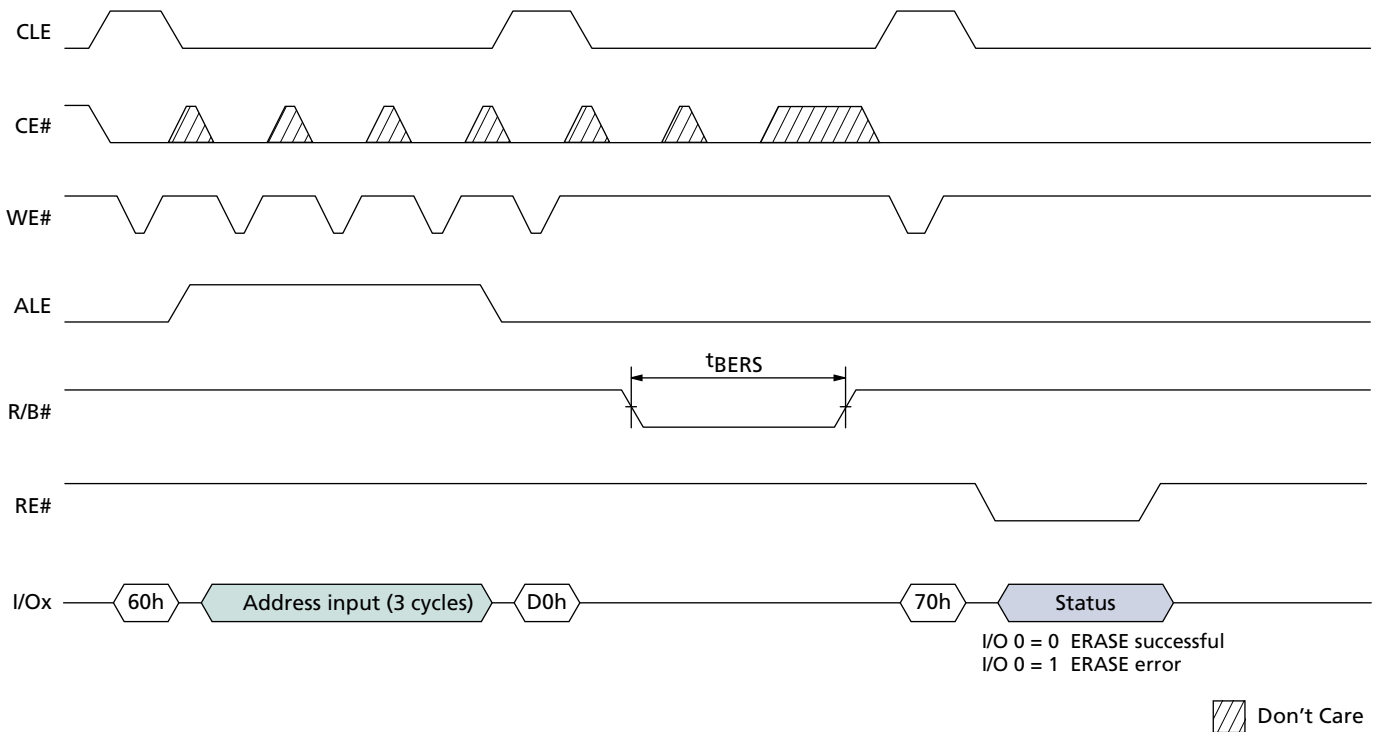 CLE
CE#
WE#
ALE
tBERS
R/B#
RE#
I/Ox
60h
Address input (3 cycles)
D0h
70h
Status
I/O 0 = 0 ERASE successful
I/O 0 = 1 ERASE error
Don't Care